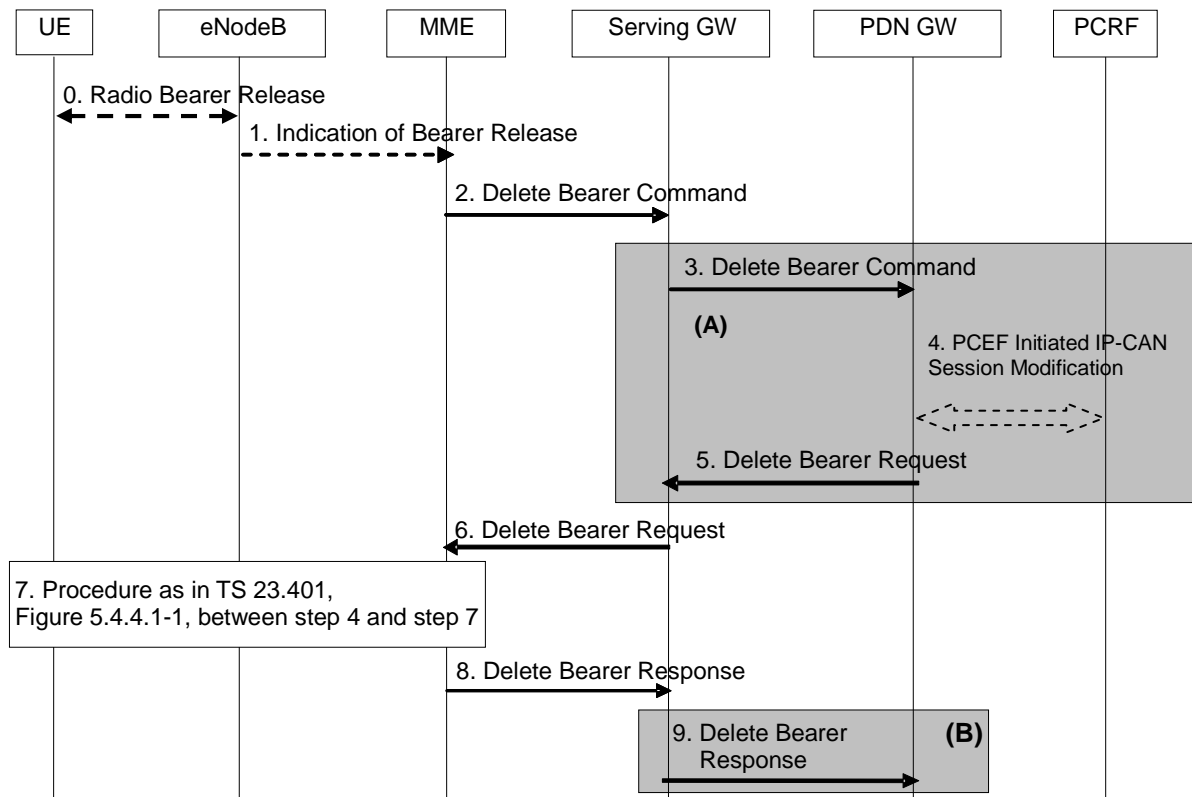 UE
eNodeB
MME
Serving GW
PDN GW
PCRF
0. Radio Bearer Release
1. Indication of Bearer Release
2. Delete Bearer Command
3. Delete Bearer Command
(A)
4. PCEF Initiated IP-CAN
Session Modification
5. Delete Bearer Request
6. Delete Bearer Request
7. Procedure as in TS 23.401,
Figure 5.4.4.1-1, between step 4 and step 7
8. Delete Bearer Response
9. Delete Bearer
Response
(B)